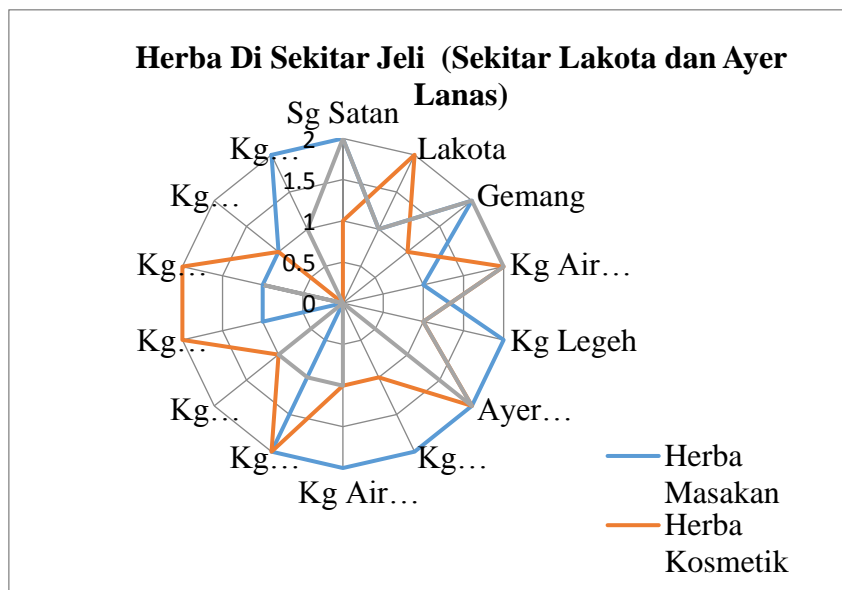 Herba Di Sekitar Jeli (Sekitar Lakota dan Ayer
Lanas)
Sg Satan
Lakota
Gemang
Kg Air…
Kg Legeh
Ayer…
Kg…
Kg Air…
Kg…
Kg…
Kg…
Kg…
Kg…
Kg…
2
1.5
1
0.5
0
Herba
Masakan
Herba
Kosmetik